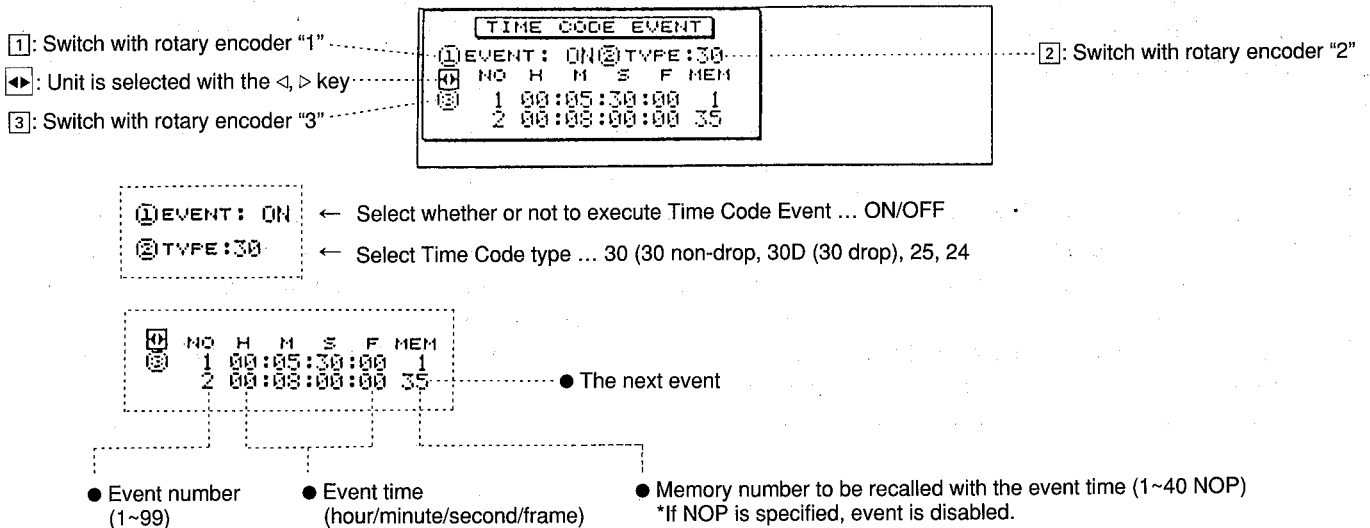 TIME CODE EVENT
1: Switch with rotary encoder “1”
①EVENT: ON②TYPE:30
2: Switch with rotary encoder “2”
◂▸: Unit is selected with the ◁, ▷ key
NO H M S F MEM
3: Switch with rotary encoder “3”
③ 1 00:05:30:00 1
2 00:08:00:00 35
①EVENT: ON ← Select whether or not to execute Time Code Event ... ON/OFF
②TYPE:30 ← Select Time Code type ... 30 (30 non-drop, 30D (30 drop), 25, 24
NO H M S F MEM
③ 1 00:05:30:00 1
2 00:08:00:00 35
● The next event
● Event number
(1~99)
● Event time
(hour/minute/second/frame)
● Memory number to be recalled with the event time (1~40 NOP)
*If NOP is specified, event is disabled.